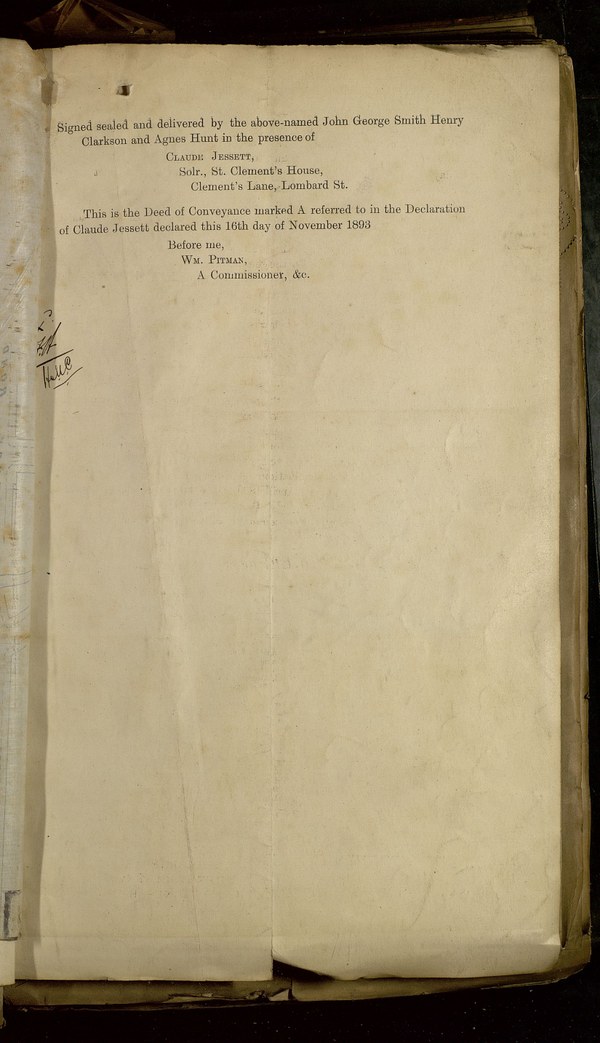 Signed sealed and delivered by the above-named John George Smith Henry
Clarkson and Agnes Hunt in the presence of
Claude Jessett,
Solr., St. Clement's House,
Clement's Lane, Lombard St.
This is the Deed of Conveyance marked A referred to in the Declaration
of Claude Jessett declared this 16th day of November 1893
Before me,
Wm. Pitman,
A Commissioner, &c.